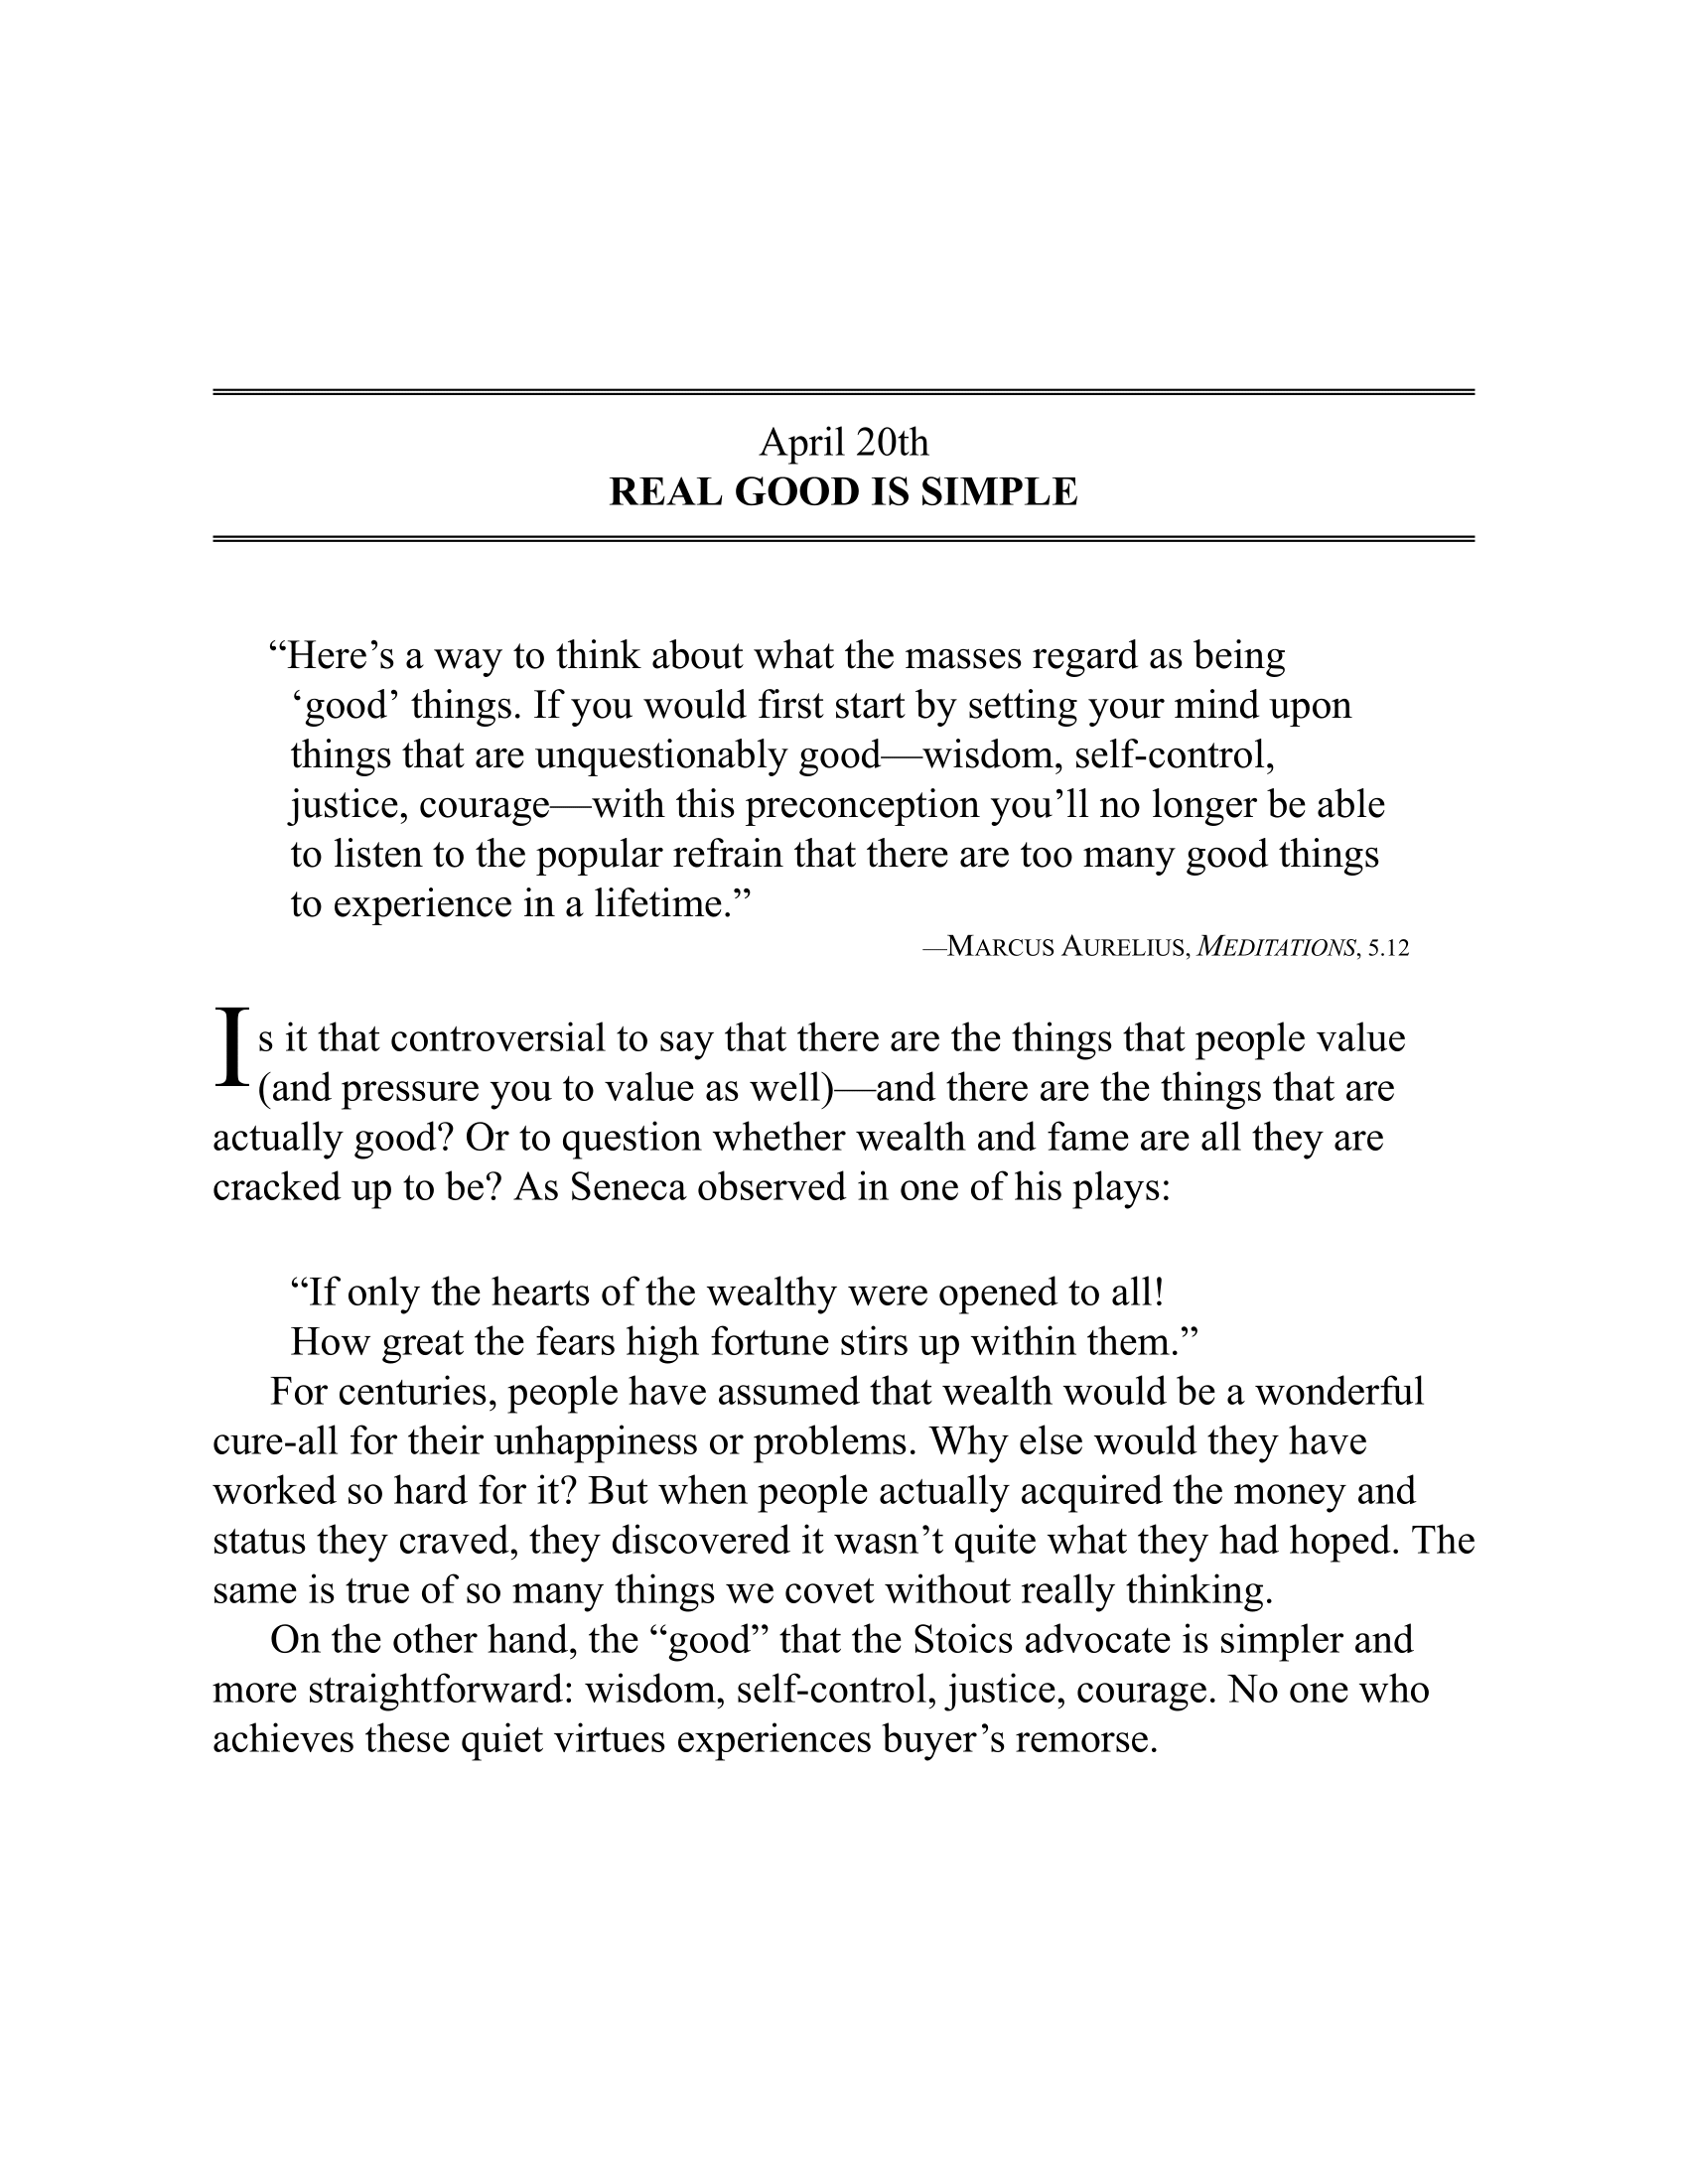 April 20th
REAL GOOD IS SIMPLE
“Here’s a way to think about what the masses regard as being
‘good’ things. If you would first start by setting your mind upon
things that are unquestionably good—wisdom, self-control,
justice, courage—with this preconception you’ll no longer be able
to listen to the popular refrain that there are too many good things
to experience in a lifetime.”
—MARCUS AURELIUS, MEDITATIONS, 5.12
Is it that controversial to say that there are the things that people value
(and pressure you to value as well)—and there are the things that are
actually good? Or to question whether wealth and fame are all they are
cracked up to be? As Seneca observed in one of his plays:
“If only the hearts of the wealthy were opened to all!
How great the fears high fortune stirs up within them.”
For centuries, people have assumed that wealth would be a wonderful
cure-all for their unhappiness or problems. Why else would they have
worked so hard for it? But when people actually acquired the money and
status they craved, they discovered it wasn’t quite what they had hoped. The
same is true of so many things we covet without really thinking.
On the other hand, the “good” that the Stoics advocate is simpler and
more straightforward: wisdom, self-control, justice, courage. No one who
achieves these quiet virtues experiences buyer’s remorse.